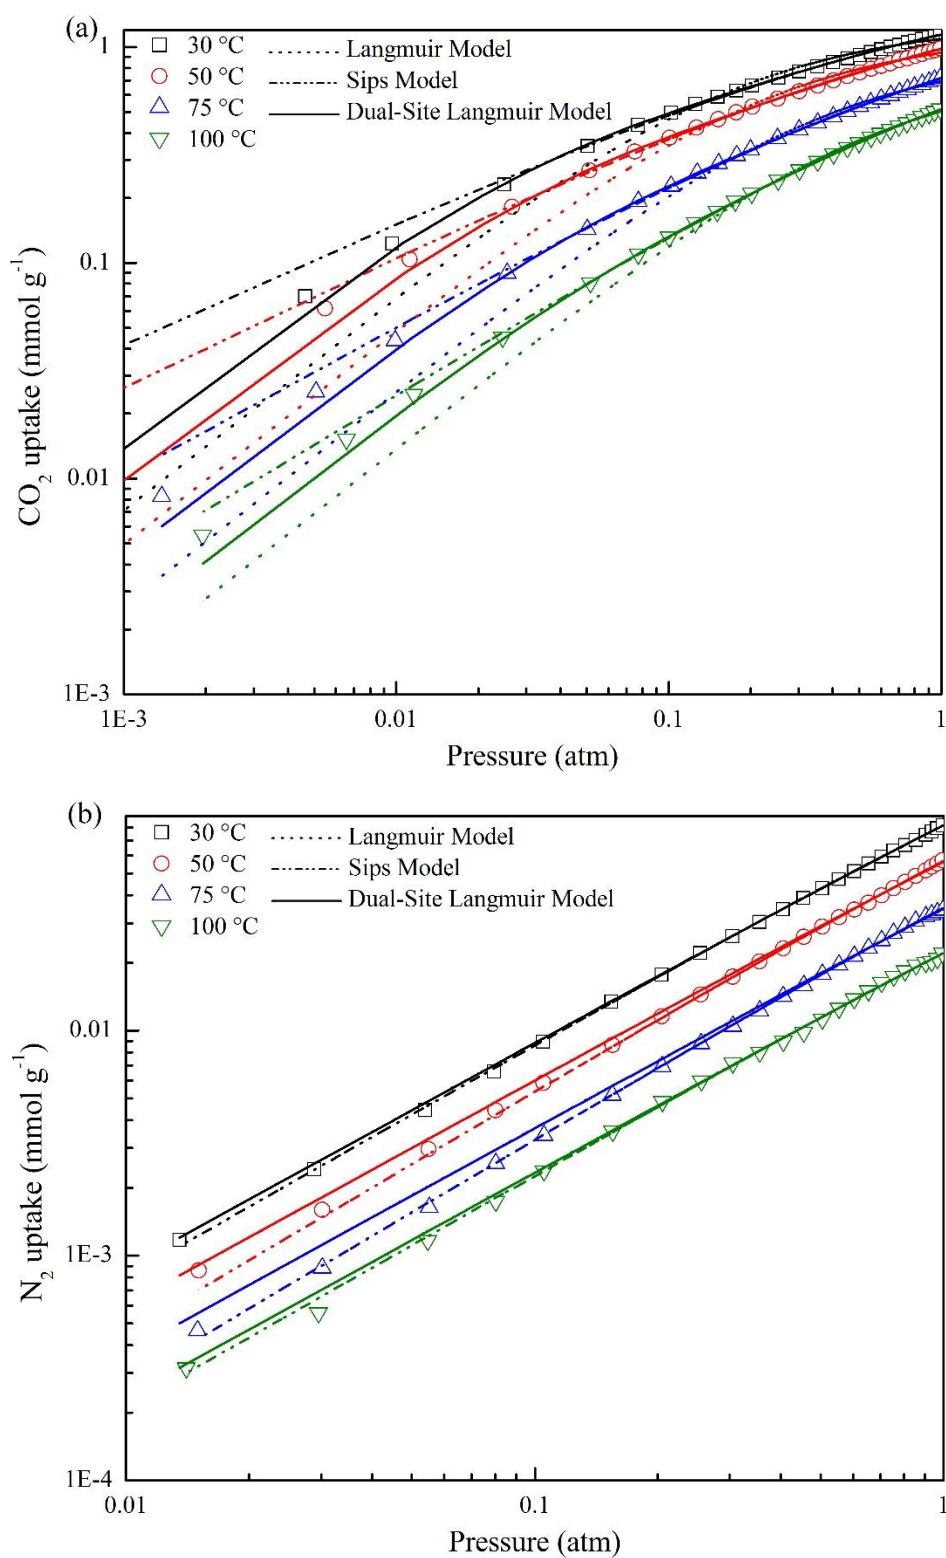 (a)
30 °C
Langmuir Model
50 °C
Sips Model
75 °C
Dual-Site Langmuir Model
100 °C
1
0.1
0.01
1E-3
CO2 uptake (mmol g-1)
1E-3 0.01 0.1 1
Pressure (atm)
(b)
30 °C
Langmuir Model
50 °C
Sips Model
75 °C
Dual-Site Langmuir Model
100 °C
0.01
1E-3
1E-4
N2 uptake (mmol g-1)
0.01 0.1 1
Pressure (atm)